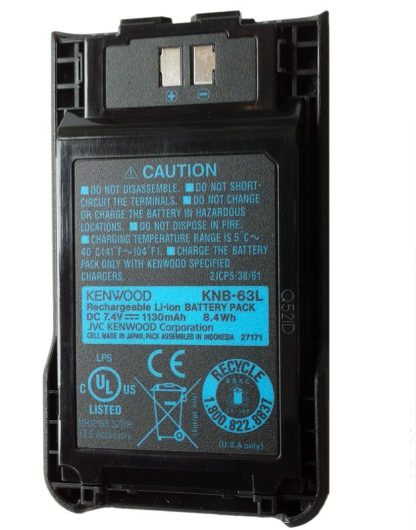 + −
⚠ CAUTION
■ DO NOT DISASSEMBLE. ■ DO NOT SHORT-
CIRCUIT THE TERMINALS. ■ DO NOT CHANGE
OR CHARGE THE BATTERY IN HAZARDOUS
LOCATIONS. ■ DO NOT DISPOSE IN FIRE.
■ CHARGING TEMPERATURE RANGE IS 5˚C～
40˚C(41˚F～104˚F). ■ CHARGE THE BATTERY
PACK ONLY WITH KENWOOD SPECIFIED
CHARGERS. 2ICP5/38/61
KENWOOD KNB-63L
Rechargeable Li-ion BATTERY PACK
DC 7.4V 1130mAh 8.4Wh
JVC KENWOOD Corporation
CELL MADE IN JAPAN, PACK ASSEMBLED IN INDONESIA 27171
Q52D
LPS
C UL US
LISTED
I.T.E. Accessory
CE
RECYCLE
RBRC
Li-ion
1.800.822.8837
(U.S.A only)